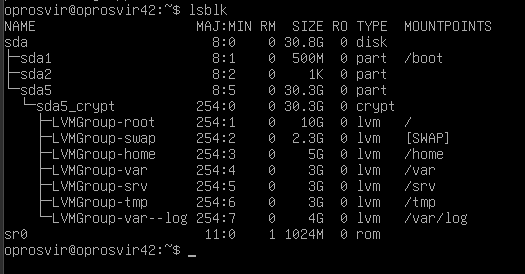 oprosvir@oprosvir42:~$ lsblk
NAME                    MAJ:MIN RM  SIZE RO TYPE  MOUNTPOINTS
sda                       8:0    0 30.8G  0 disk
├─sda1                    8:1    0  500M  0 part  /boot
├─sda2                    8:2    0    1K  0 part
└─sda5                    8:5    0 30.3G  0 part
  └─sda5_crypt          254:0    0 30.3G  0 crypt
    ├─LVMGroup-root     254:1    0   10G  0 lvm   /
    ├─LVMGroup-swap     254:2    0  2.3G  0 lvm   [SWAP]
    ├─LVMGroup-home     254:3    0    5G  0 lvm   /home
    ├─LVMGroup-var      254:4    0    3G  0 lvm   /var
    ├─LVMGroup-srv      254:5    0    3G  0 lvm   /srv
    ├─LVMGroup-tmp      254:6    0    3G  0 lvm   /tmp
    └─LVMGroup-var--log 254:7    0    4G  0 lvm   /var/log
sr0                      11:0    1 1024M  0 rom
oprosvir@oprosvir42:~$ _